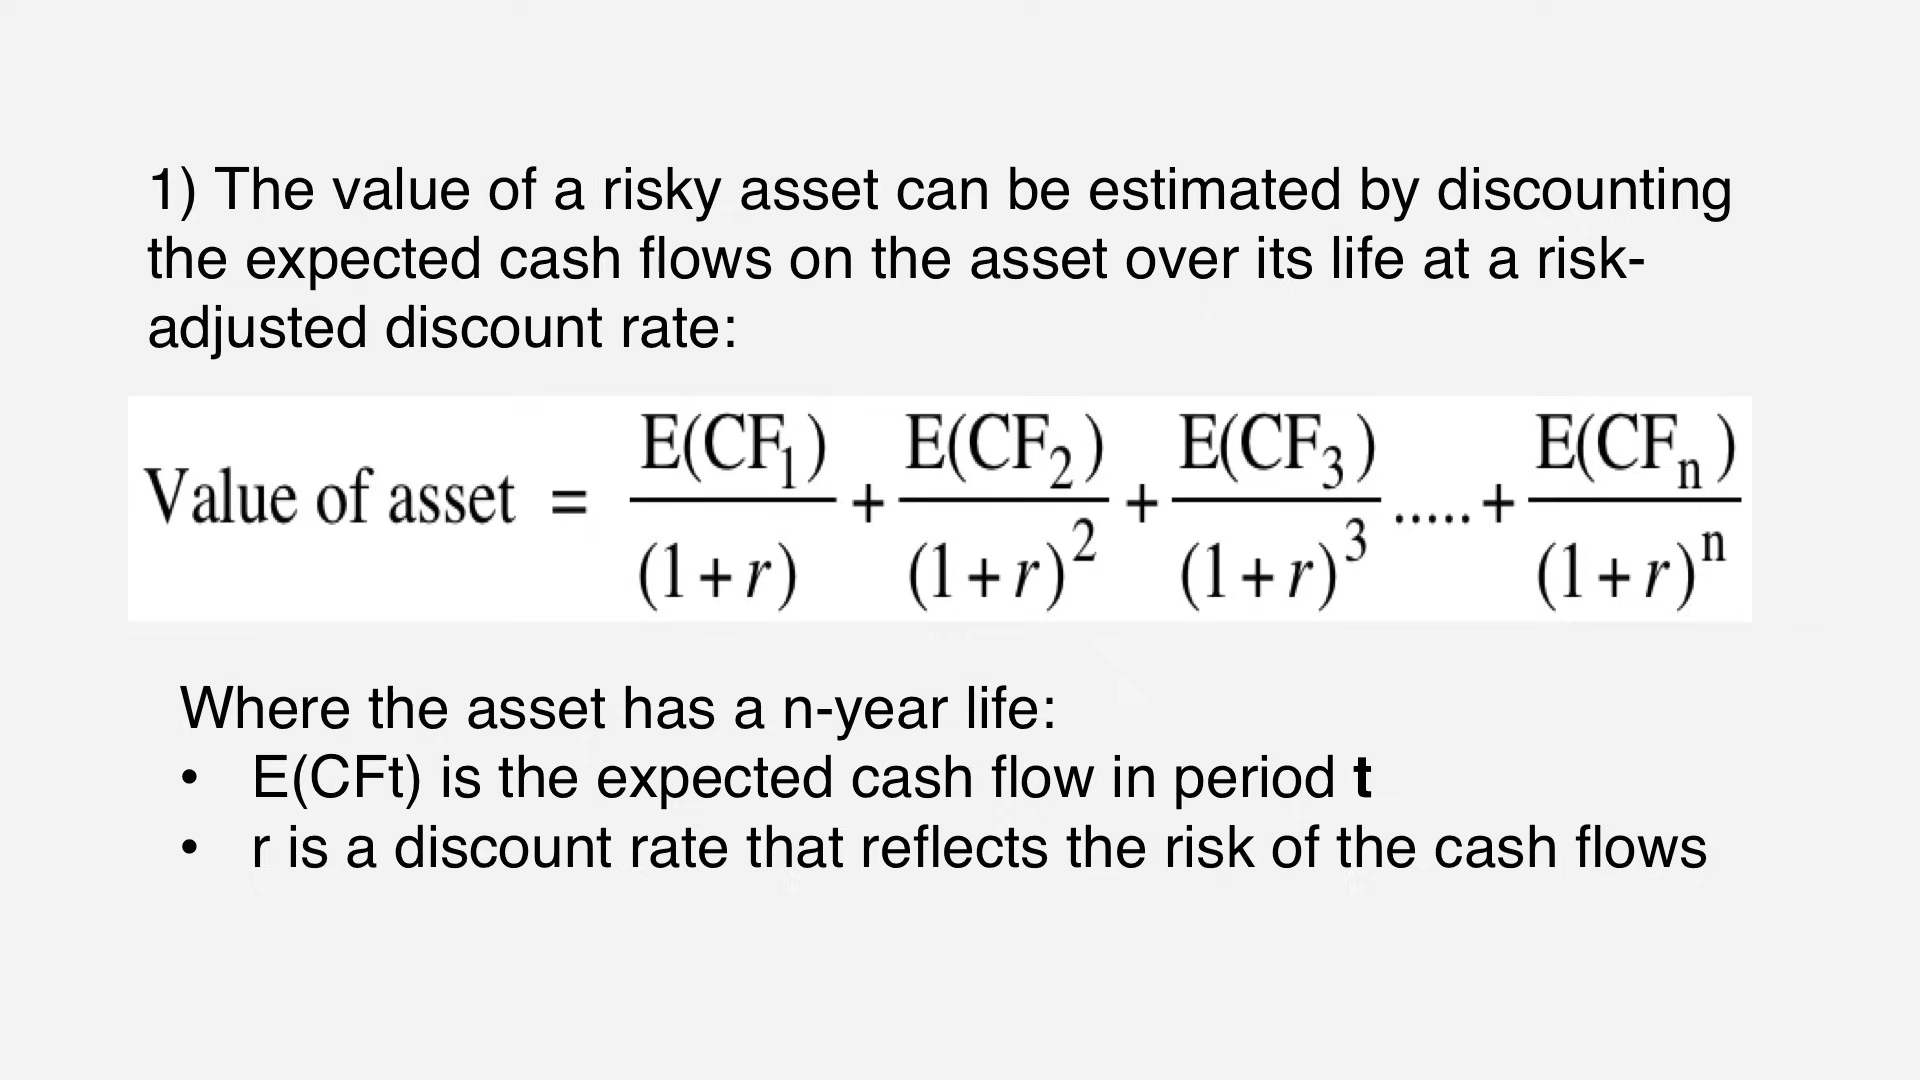 1) The value of a risky asset can be estimated by discounting
the expected cash flows on the asset over its life at a risk-
adjusted discount rate:
Value of asset = E(CF₁)/(1+r) + E(CF₂)/(1+r)² + E(CF₃)/(1+r)³ ..... + E(CFₙ)/(1+r)ⁿ
Where the asset has a n-year life:
• E(CFt) is the expected cash flow in period t
• r is a discount rate that reflects the risk of the cash flows